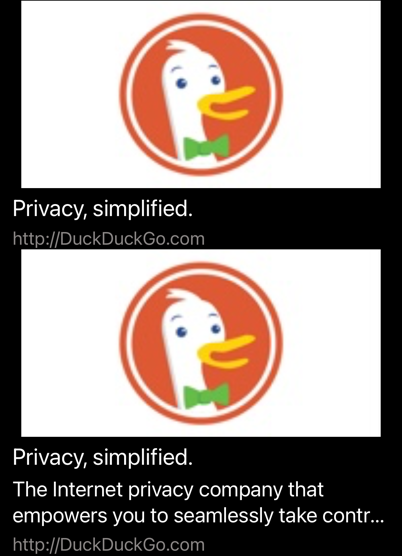 Privacy, simplified.
http://DuckDuckGo.com
Privacy, simplified.
The Internet privacy company that
empowers you to seamlessly take contr...
http://DuckDuckGo.com